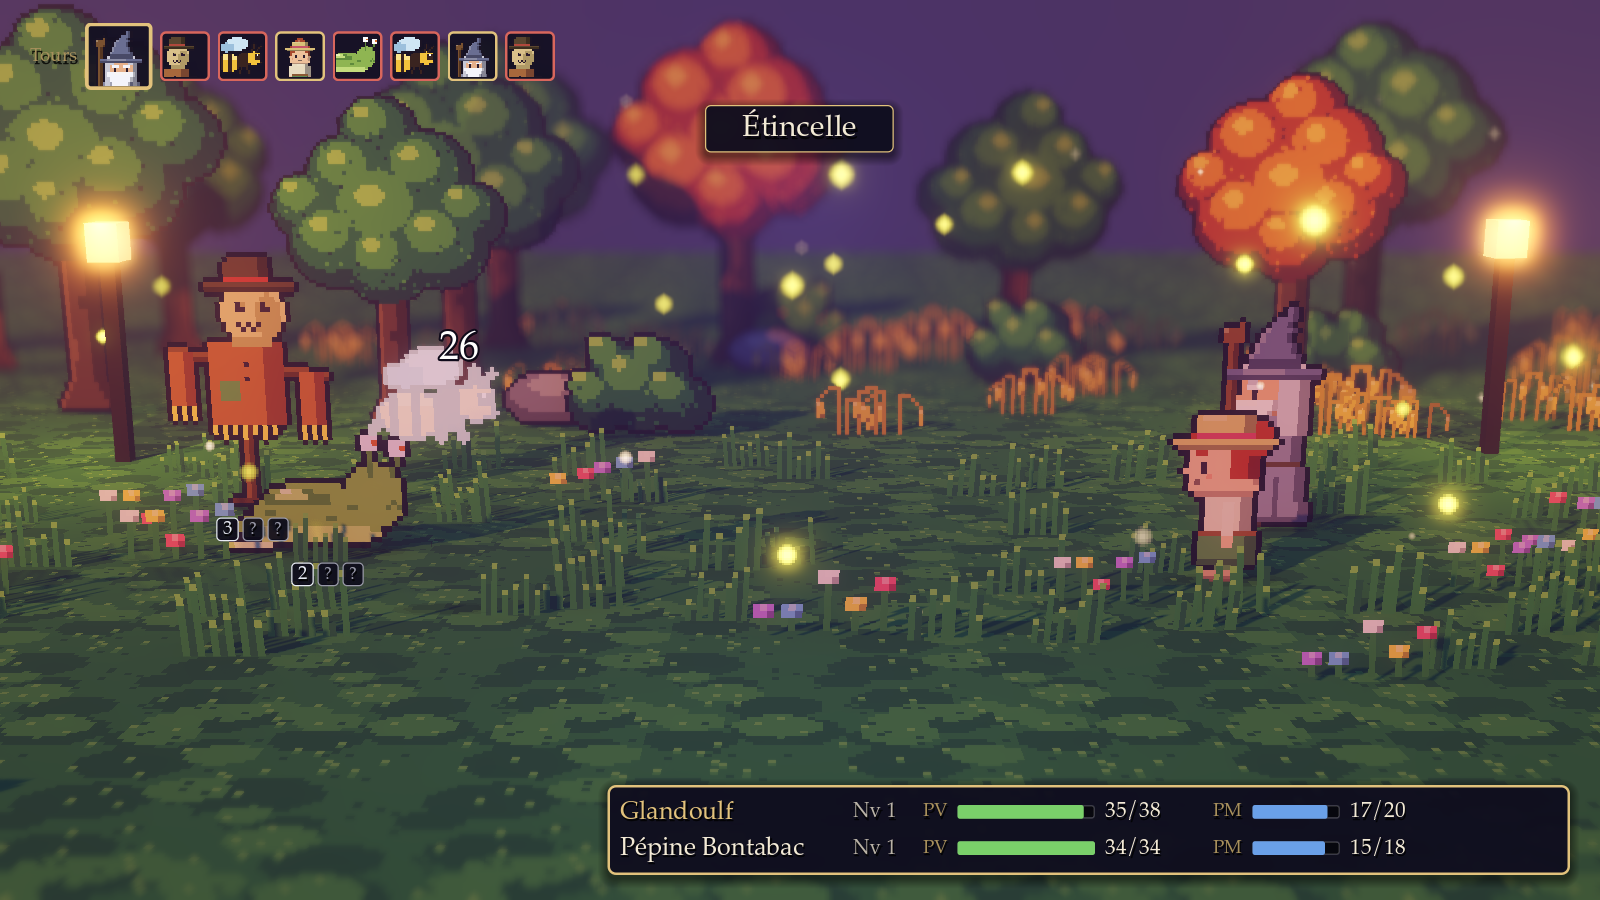 Tours
Étincelle
26
3 ? ?
2 ? ?
Glandoulf Nv 1 PV 35/38 PM 17/20
Pépine Bontabac Nv 1 PV 34/34 PM 15/18